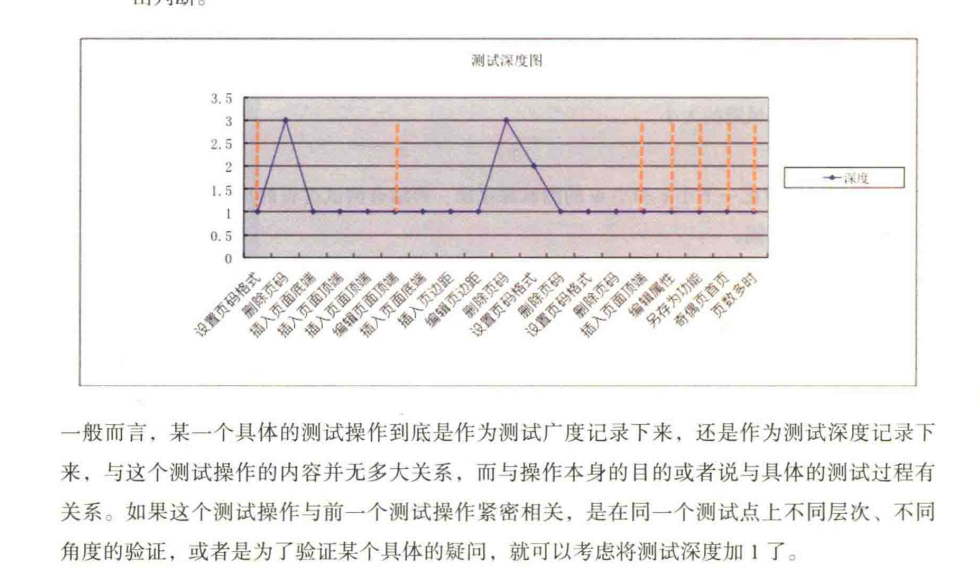 测试深度图
3.5
3
2.5
2
1.5
1
0.5
0
设置页码格式
删除页码
插入页面底端
插入页面顶端
插入页面顶端
编辑页面顶端
插入页面底端
插入页边距
编辑页边距
删除页码
设置页码格式
删除页码
设置页码格式
删除页码
插入页面顶端
编辑属性
另存为功能
奇偶页首页
页数多时
深度
一般而言，某一个具体的测试操作到底是作为测试广度记录下来，还是作为测试深度记录下
来，与这个测试操作的内容并无多大关系，而与操作本身的目的或者说与具体的测试过程有
关系。如果这个测试操作与前一个测试操作紧密相关，是在同一个测试点上不同层次、不同
角度的验证，或者是为了验证某个具体的疑问，就可以考虑将测试深度加 1 了。